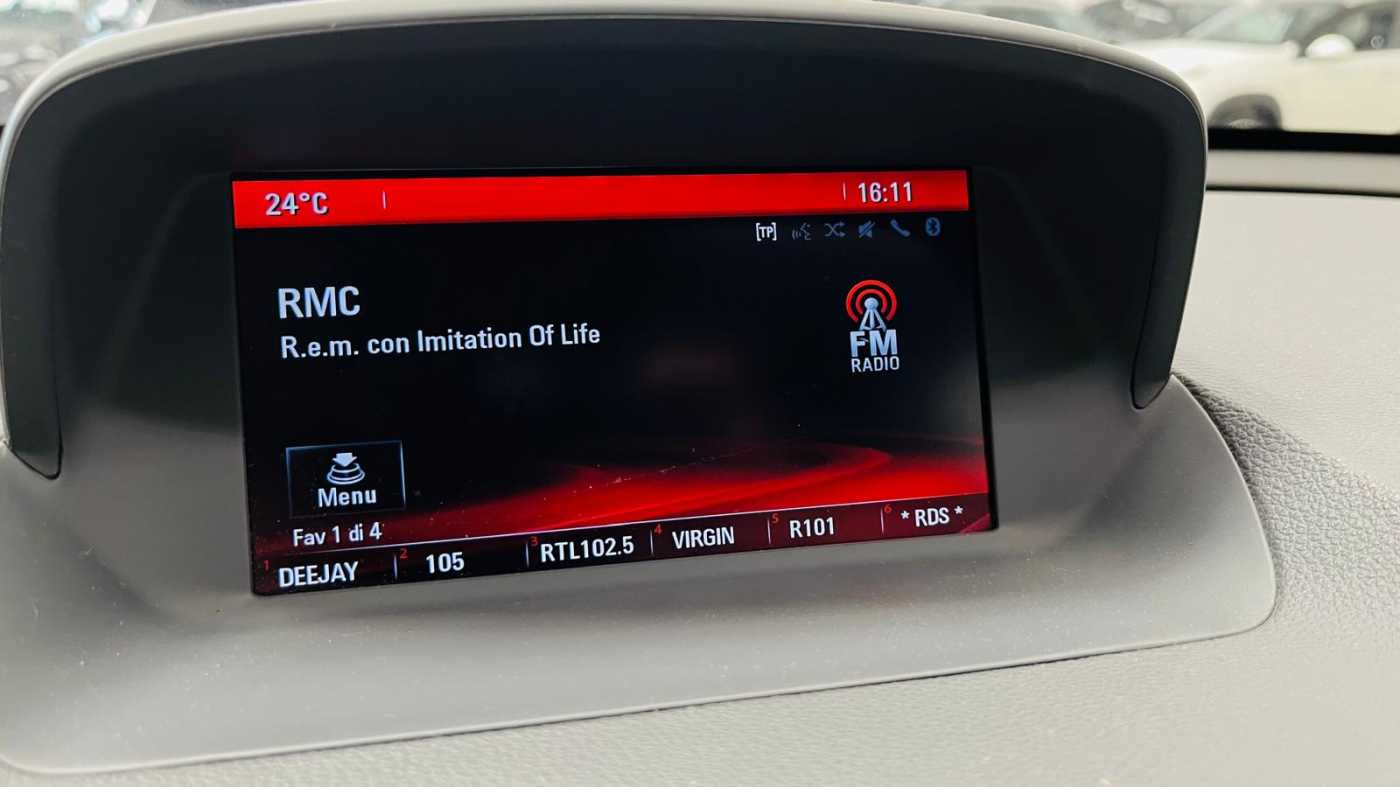 24°C 16:11
[TP]
RMC
R.e.m. con Imitation Of Life
FM
RADIO
Menu
Fav 1 di 4
1 DEEJAY 2 105 3 RTL102.5 4 VIRGIN 5 R101 6 * RDS *